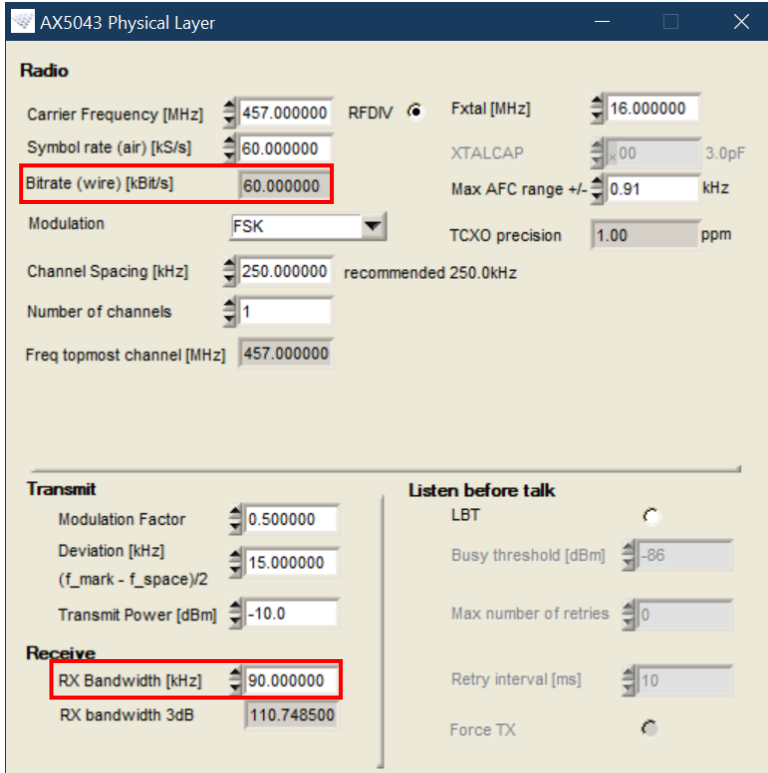 AX5043 Physical Layer
Radio
Carrier Frequency [MHz] 457.000000 RFDIV Fxtal [MHz] 16.000000
Symbol rate (air) [kS/s] 60.000000 XTALCAP x 00 3.0pF
Bitrate (wire) [kBit/s] 60.000000 Max AFC range +/- 0.91 kHz
Modulation FSK TCXO precision 1.00 ppm
Channel Spacing [kHz] 250.000000 recommended 250.0kHz
Number of channels 1
Freq topmost channel [MHz] 457.000000
Transmit Listen before talk
Modulation Factor 0.500000 LBT
Deviation [kHz] 15.000000 Busy threshold [dBm] -86
(f_mark - f_space)/2
Transmit Power [dBm] -10.0 Max number of retries 0
Receive
RX Bandwidth [kHz] 90.000000 Retry interval [ms] 10
RX bandwidth 3dB 110.748500 Force TX